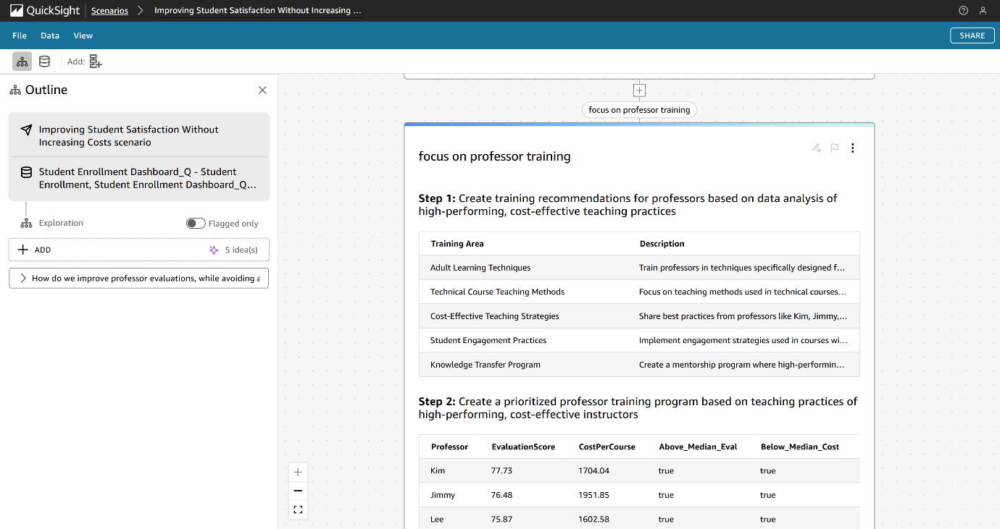 QuickSight
Scenarios
Improving Student Satisfaction Without Increasing ...
File
Data
View
SHARE
Add:
Outline
Improving Student Satisfaction Without
Increasing Costs scenario
Student Enrollment Dashboard_Q - Student
Enrollment, Student Enrollment Dashboard_Q...
Exploration
Flagged only
ADD
5 idea(s)
How do we improve professor evaluations, while avoiding a
focus on professor training
focus on professor training
Step 1: Create training recommendations for professors based on data analysis of
high-performing, cost-effective teaching practices
Training Area Description
Adult Learning Techniques Train professors in techniques specifically designed f...
Technical Course Teaching Methods Focus on teaching methods used in technical courses...
Cost-Effective Teaching Strategies Share best practices from professors like Kim, Jimmy,...
Student Engagement Practices Implement engagement strategies used in courses wi...
Knowledge Transfer Program Create a mentorship program where high-performin...
Step 2: Create a prioritized professor training program based on teaching practices of
high-performing, cost-effective instructors
Professor EvaluationScore CostPerCourse Above_Median_Eval Below_Median_Cost
Kim 77.73 1704.04 true true
Jimmy 76.48 1951.85 true true
Lee 75.87 1602.58 true true